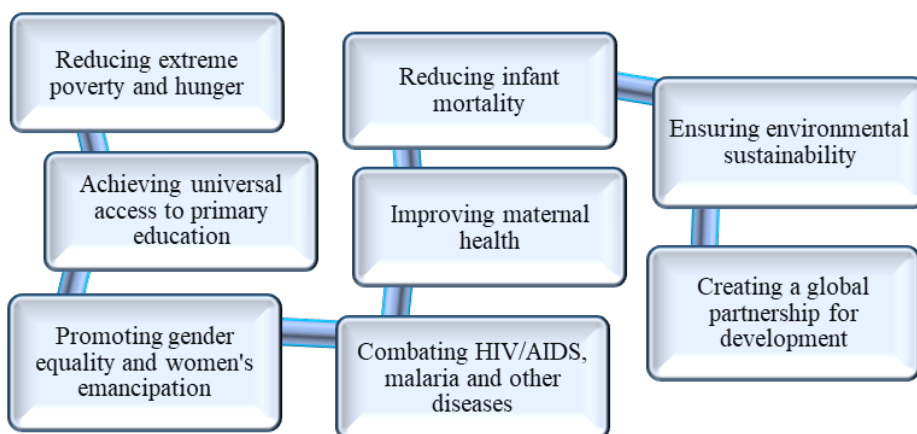 Reducing extreme
poverty and hunger
Achieving universal
access to primary
education
Promoting gender
equality and women's
emancipation
Combating HIV/AIDS,
malaria and other
diseases
Improving maternal
health
Reducing infant
mortality
Ensuring environmental
sustainability
Creating a global
partnership for
development